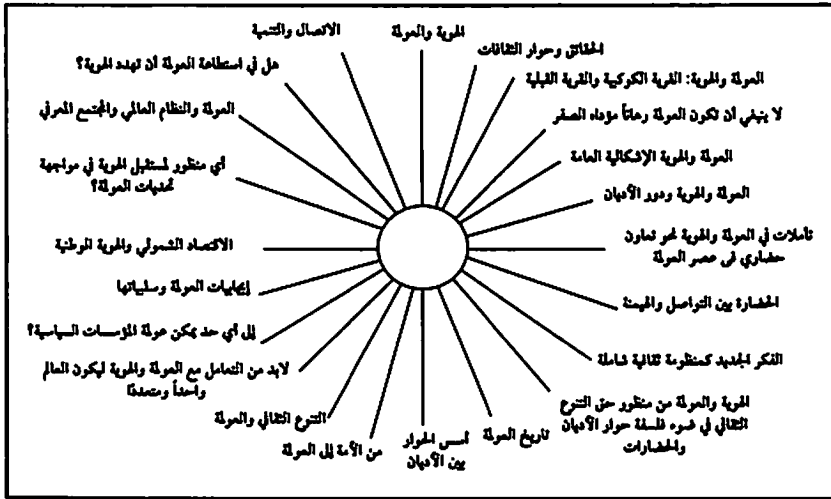 الهوية والعولمة
الحقائق وحوار الثقافات
العولمة والهوية: القرية الكوكبية والقرية القبلية
لا ينبغي أن تكون العولمة رهاناً مؤداه الصفر
العولمة والهوية الإشكالية العامة
العولمة والهوية ودور الأديان
تأملات في العولمة والهوية نحو تعاون
حضاري في عصر العولمة
الحضارة بين التواصل والهيمنة
الفكر الجديد كمنظومة ثقافية شاملة
الهوية والعولمة من منظور حق التنوع
الثقافي في ضوء فلسفة حوار الأديان
والحضارات
تاريخ العولمة
أسس الحوار
بين الأديان
من الأمة إلى العولمة
التنوع الثقافي والعولمة
لابد من التعامل مع العولمة والهوية ليكون العالم
واحداً ومتعددًا
إلى أي حد يمكن عولمة المؤسسات السياسية؟
إيجابيات العولمة وسلبياتها
الاقتصاد الشمولي والهوية الوطنية
أي منظور لمستقبل الهوية في مواجهة
تحديات العولمة؟
العولمة والنظام العالمي والمجتمع المعرفي
هل في استطاعة العولمة أن تهدد الهوية؟
الاتصال والتنمية